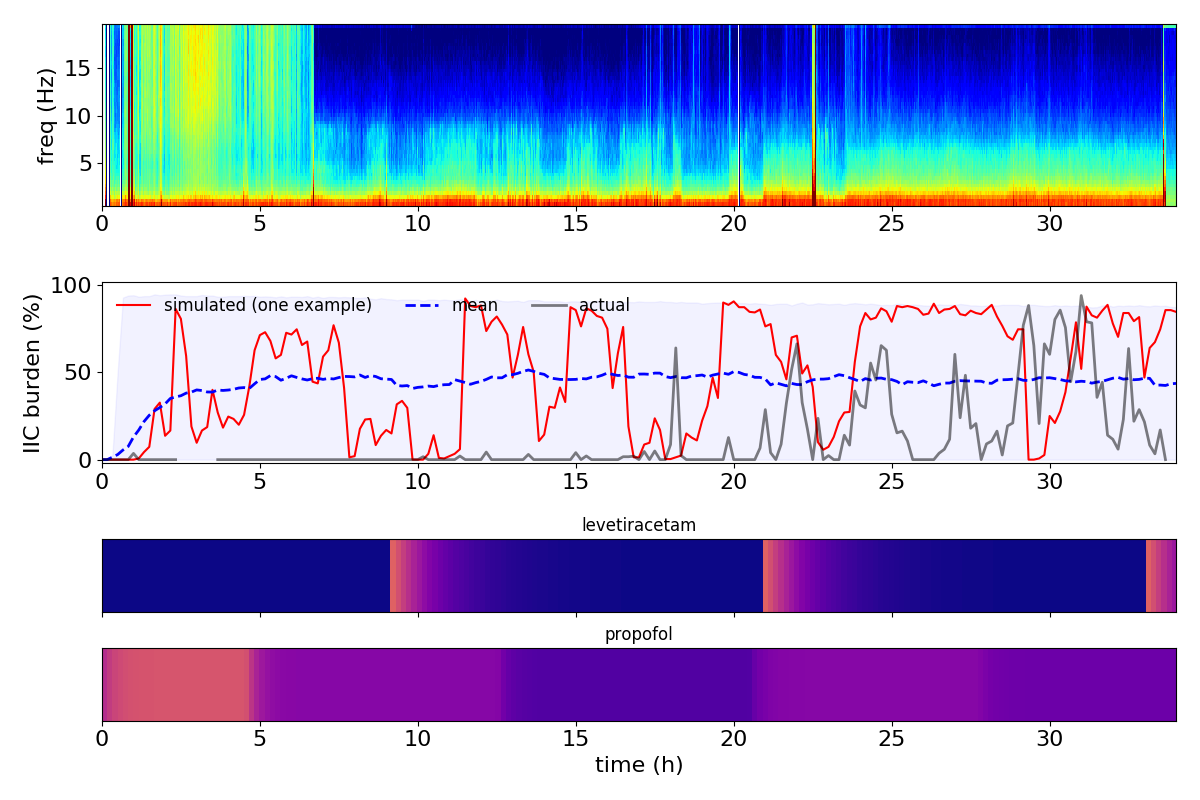 freq (Hz)
15
10
5
0 5 10 15 20 25 30
IIC burden (%)
100
50
0
simulated (one example) mean actual
0 5 10 15 20 25 30
levetiracetam
propofol
0 5 10 15 20 25 30
time (h)